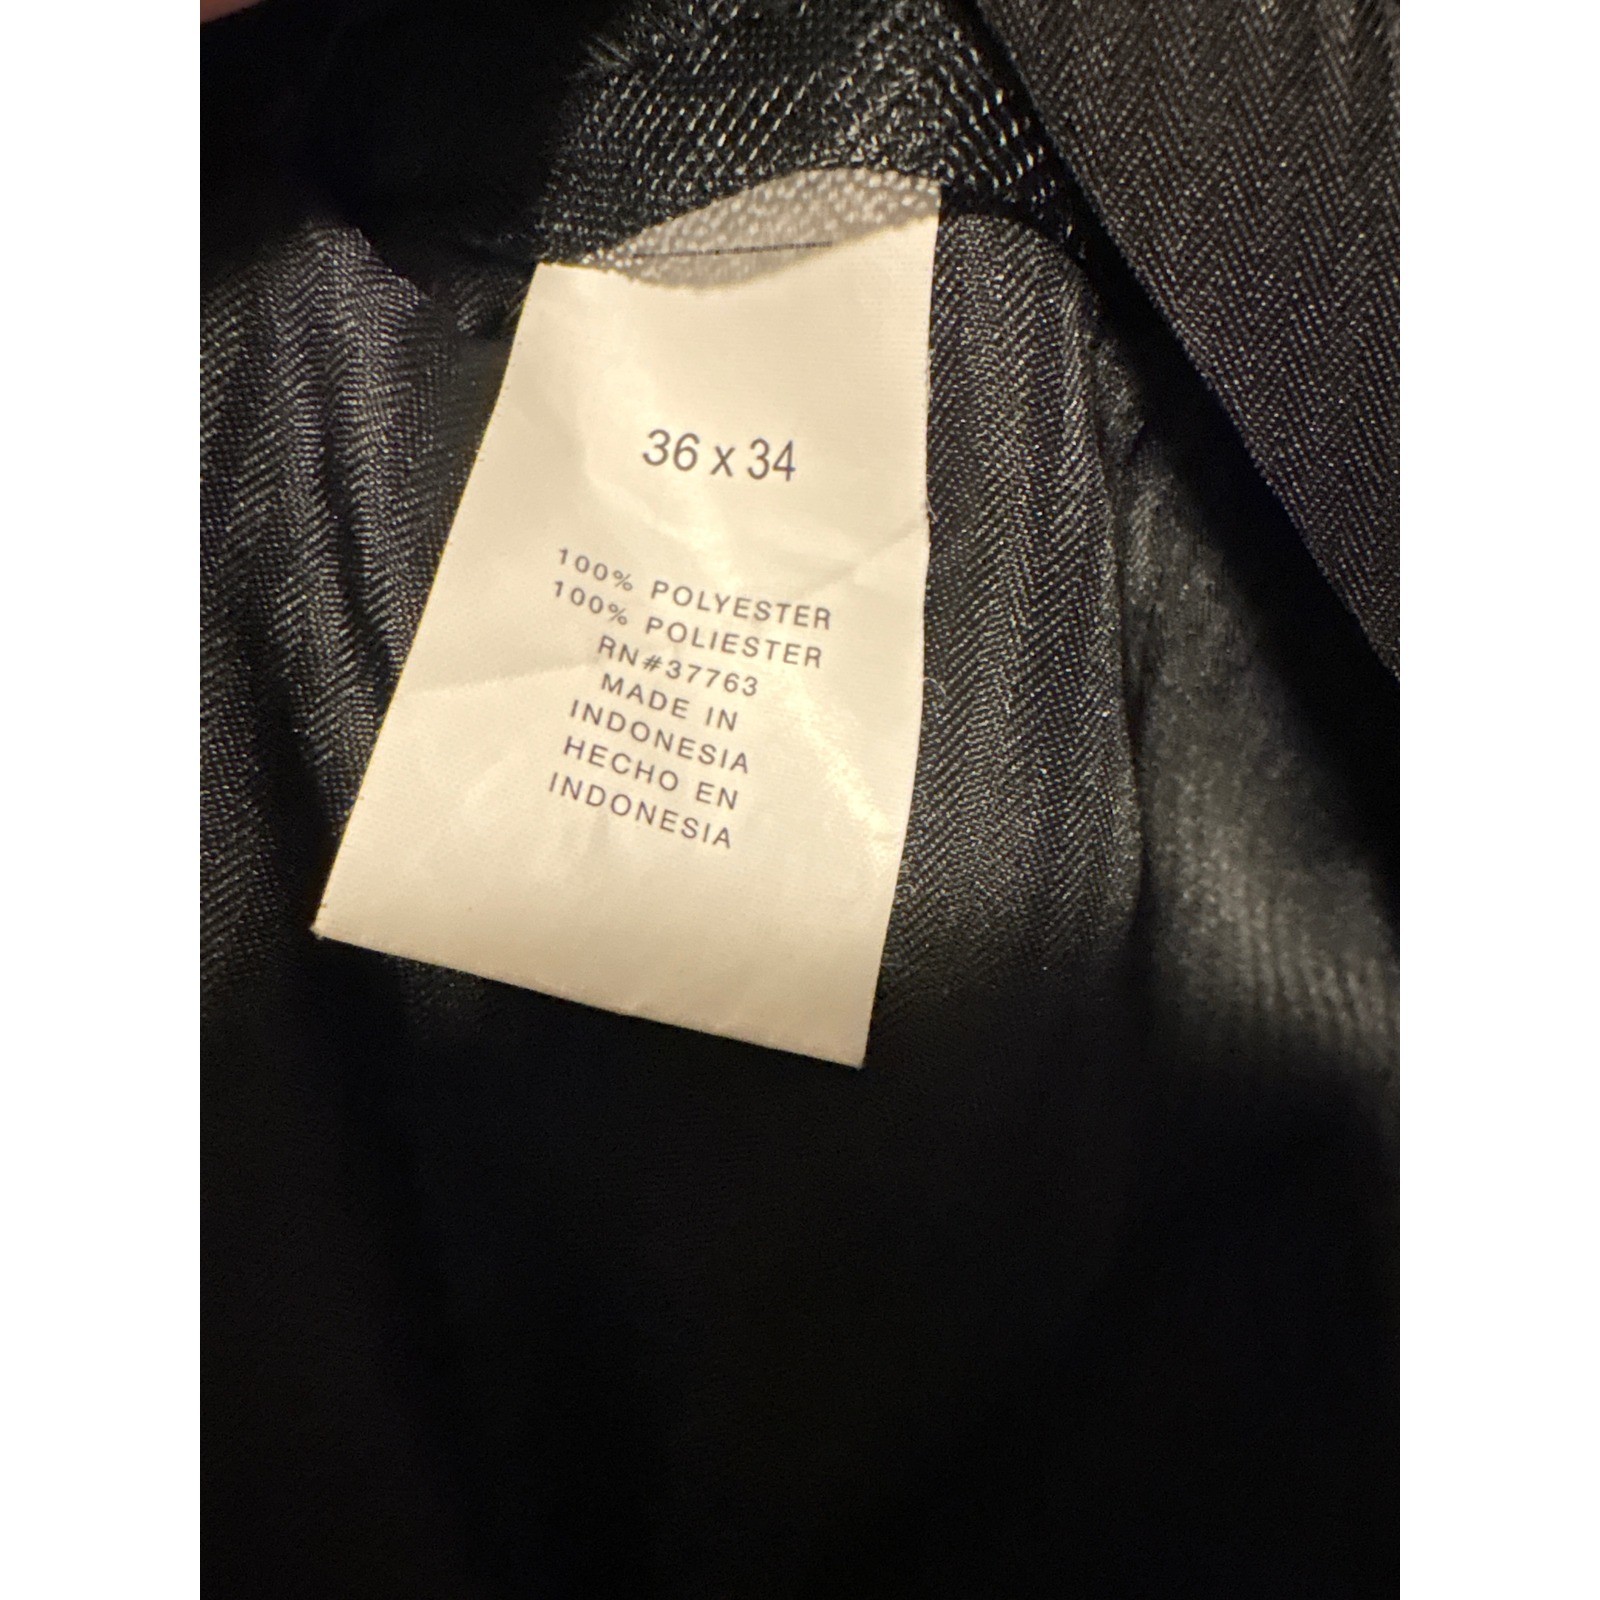 36 x 34
100% POLYESTER
100% POLIESTER
RN#37763
MADE IN
INDONESIA
HECHO EN
INDONESIA